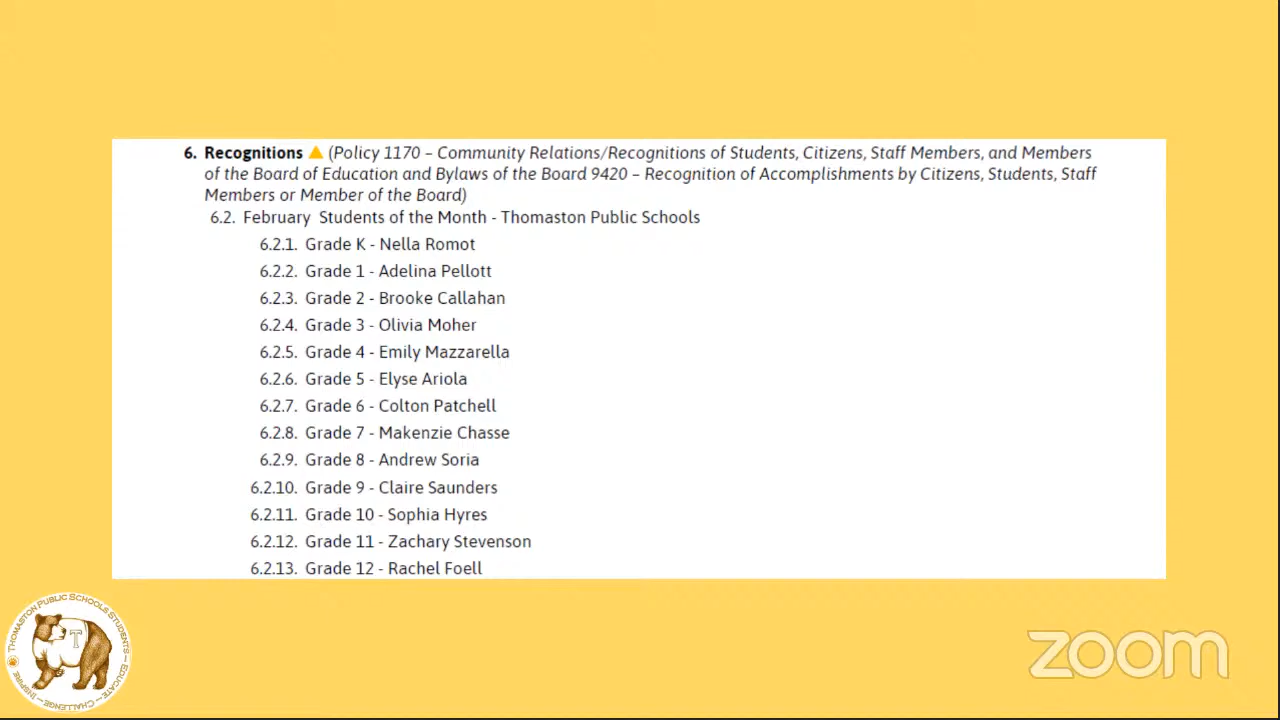 6. Recognitions (Policy 1170 – Community Relations/Recognitions of Students, Citizens, Staff Members, and Members
of the Board of Education and Bylaws of the Board 9420 – Recognition of Accomplishments by Citizens, Students, Staff
Members or Member of the Board)
6.2. February Students of the Month - Thomaston Public Schools
6.2.1. Grade K - Nella Romot
6.2.2. Grade 1 - Adelina Pellott
6.2.3. Grade 2 - Brooke Callahan
6.2.4. Grade 3 - Olivia Moher
6.2.5. Grade 4 - Emily Mazzarella
6.2.6. Grade 5 - Elyse Ariola
6.2.7. Grade 6 - Colton Patchell
6.2.8. Grade 7 - Makenzie Chasse
6.2.9. Grade 8 - Andrew Soria
6.2.10. Grade 9 - Claire Saunders
6.2.11. Grade 10 - Sophia Hyres
6.2.12. Grade 11 - Zachary Stevenson
6.2.13. Grade 12 - Rachel Foell
THOMASTON PUBLIC SCHOOLS STUDENTS – EDUCATE – CHALLENGE – INSPIRE
T
zoom